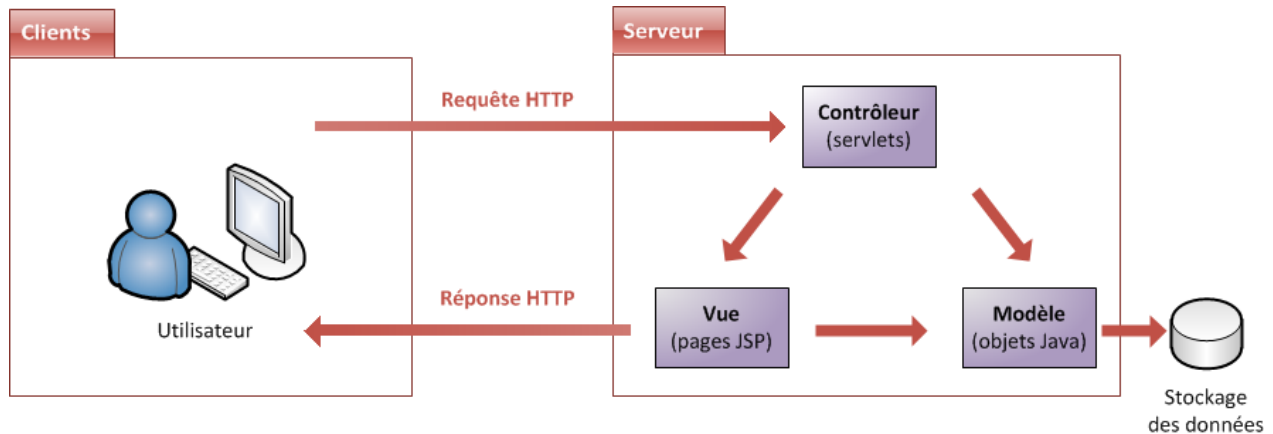 Clients
Serveur
Requête HTTP
Contrôleur
(servlets)
Réponse HTTP
Utilisateur
Vue
(pages JSP)
Modèle
(objets Java)
Stockage
des données